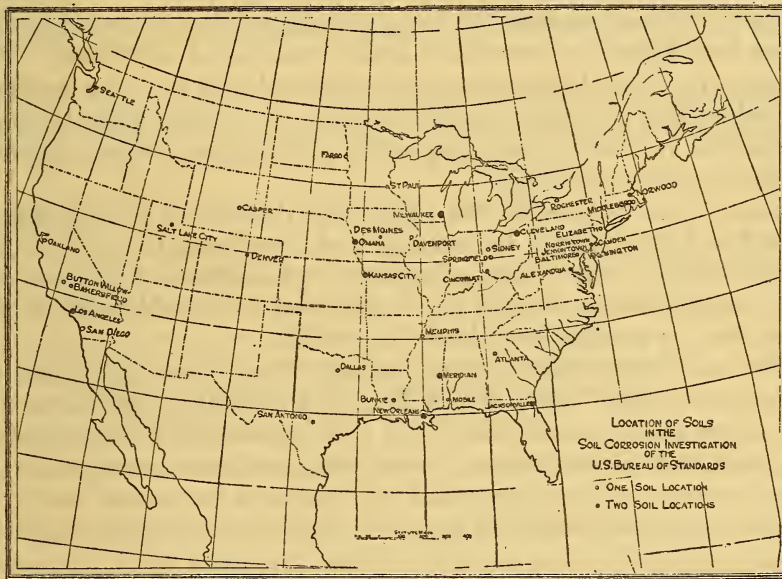 SEATTLE
FARGO
ST PAUL
MILWAUKEE
ROCHESTER
NORWOOD
MIDDLEBORO
CASPER
SALT LAKE CITY
DENVER
DES MOINES
OMAHA
DAVENPORT
KANSAS CITY
SIDNEY
SPRINGFIELD
CINCINNATI
CLEVELAND
ELIZABETH
NORRISTOWN
CAMDEN
JENKINTOWN
BALTIMORE
WILMINGTON
ALEXANDRIA
OAKLAND
BUTTON WILLOW
BAKERSFIELD
LOS ANGELES
SAN DIEGO
MEMPHIS
ATLANTA
DALLAS
MERIDIAN
BUNKIE
MOBILE
NEW ORLEANS
JACKSONVILLE
SAN ANTONIO
LOCATION OF SOILS
IN THE
SOIL CORROSION INVESTIGATION
OF THE
U.S. BUREAU OF STANDARDS
ONE SOIL LOCATION
TWO SOIL LOCATIONS